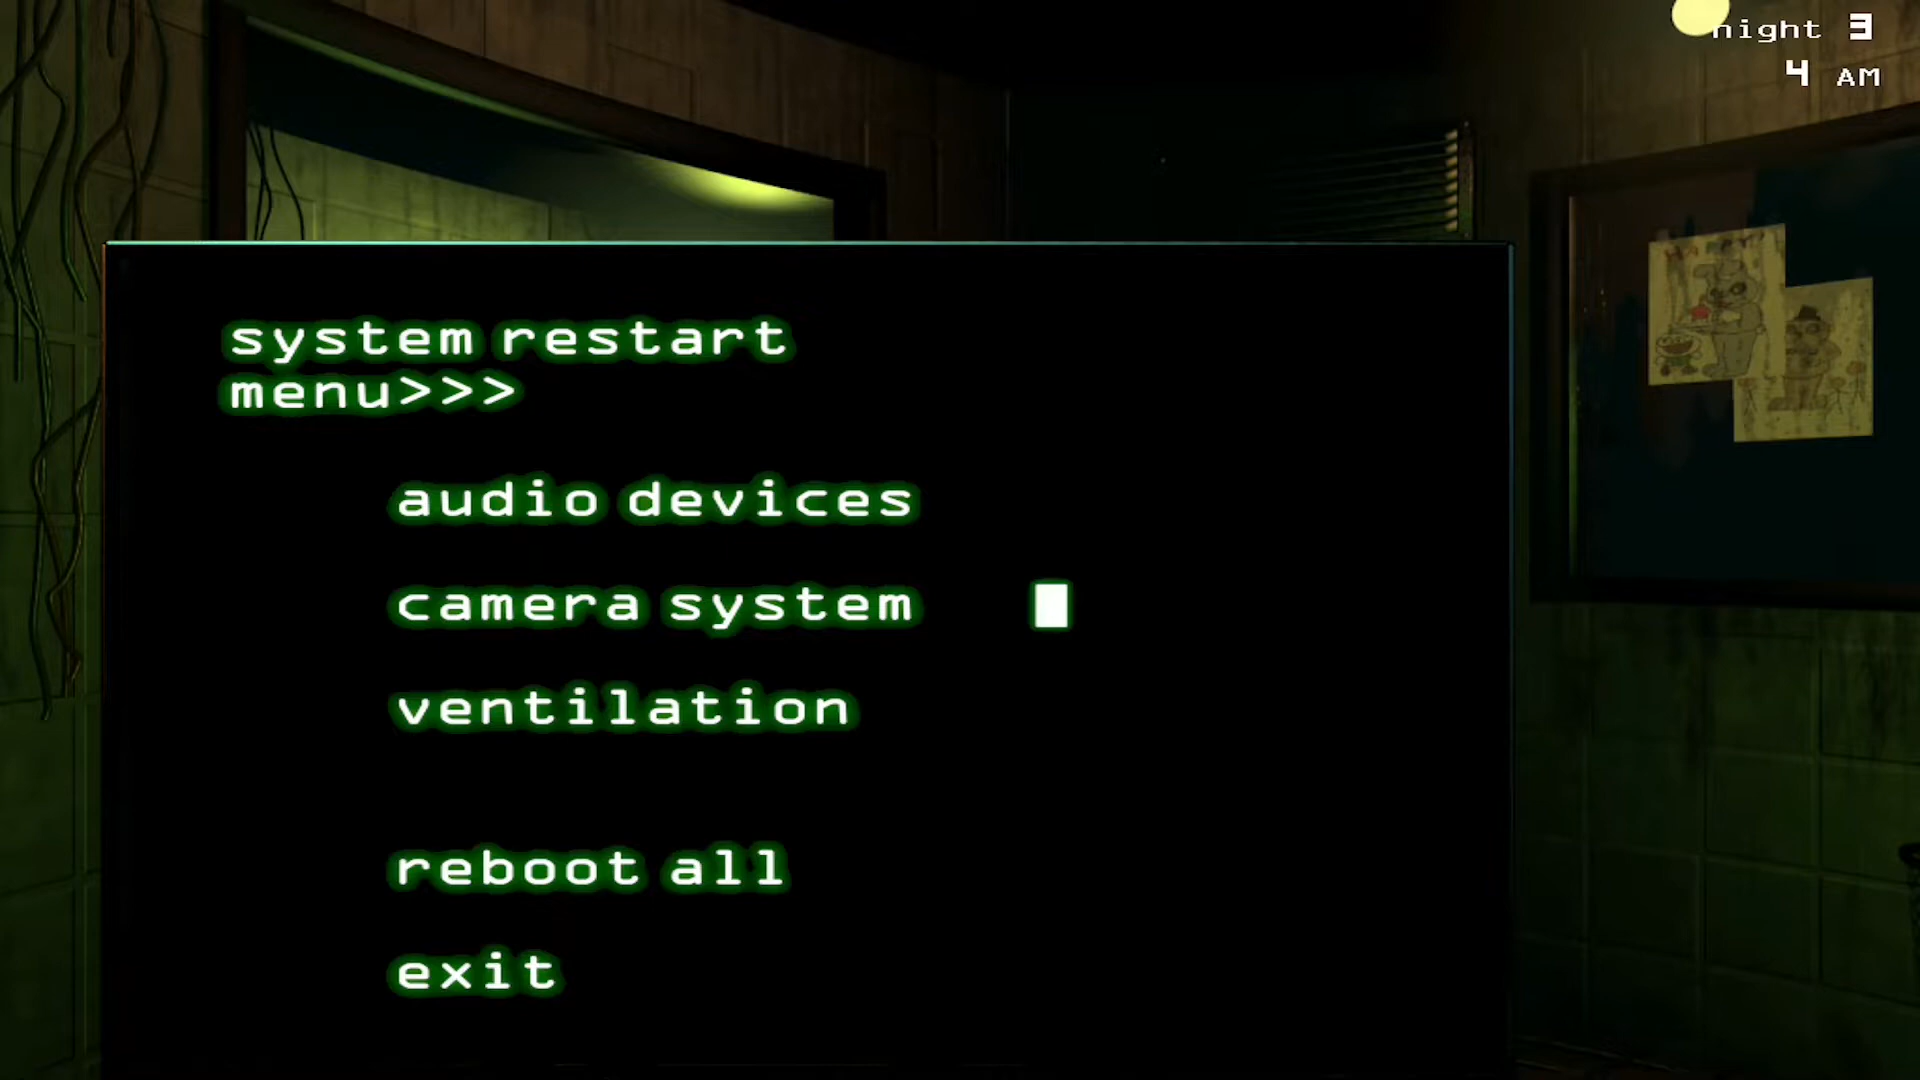 night 3
4 AM
system restart
menu>>>
audio devices
camera system
ventilation
reboot all
exit